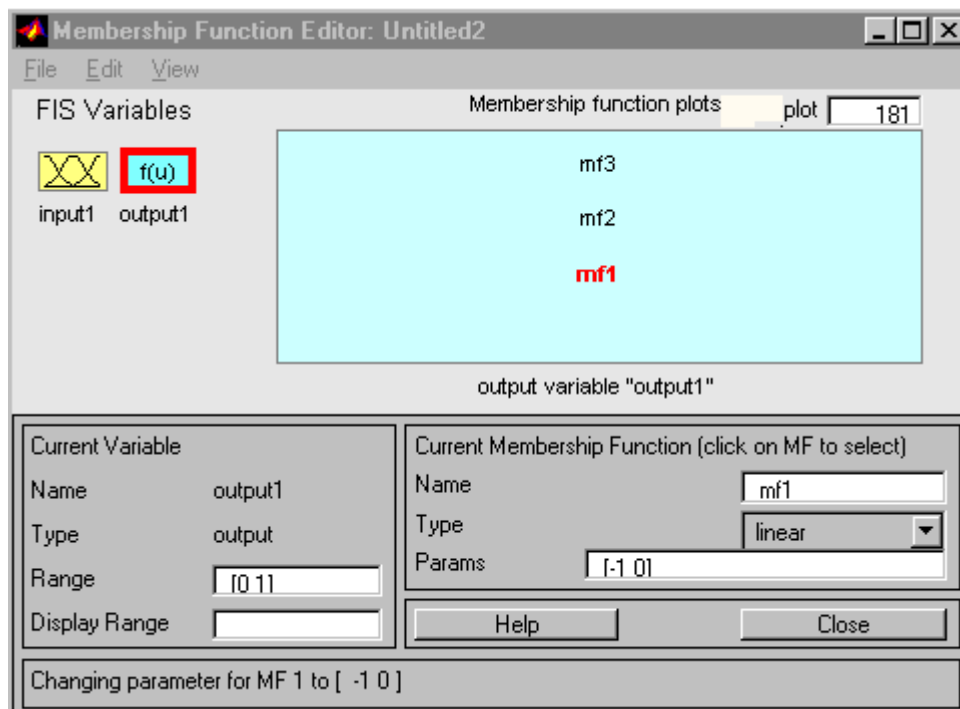 Membership Function Editor: Untitled2
File Edit View
FIS Variables
Membership function plots plot 181
f(u)
input1 output1
mf3
mf2
mf1
output variable "output1"
Current Variable
Name output1
Type output
Range [0 1]
Display Range
Current Membership Function (click on MF to select)
Name mf1
Type linear
Params [-1 0]
Help Close
Changing parameter for MF 1 to [ -1 0 ]